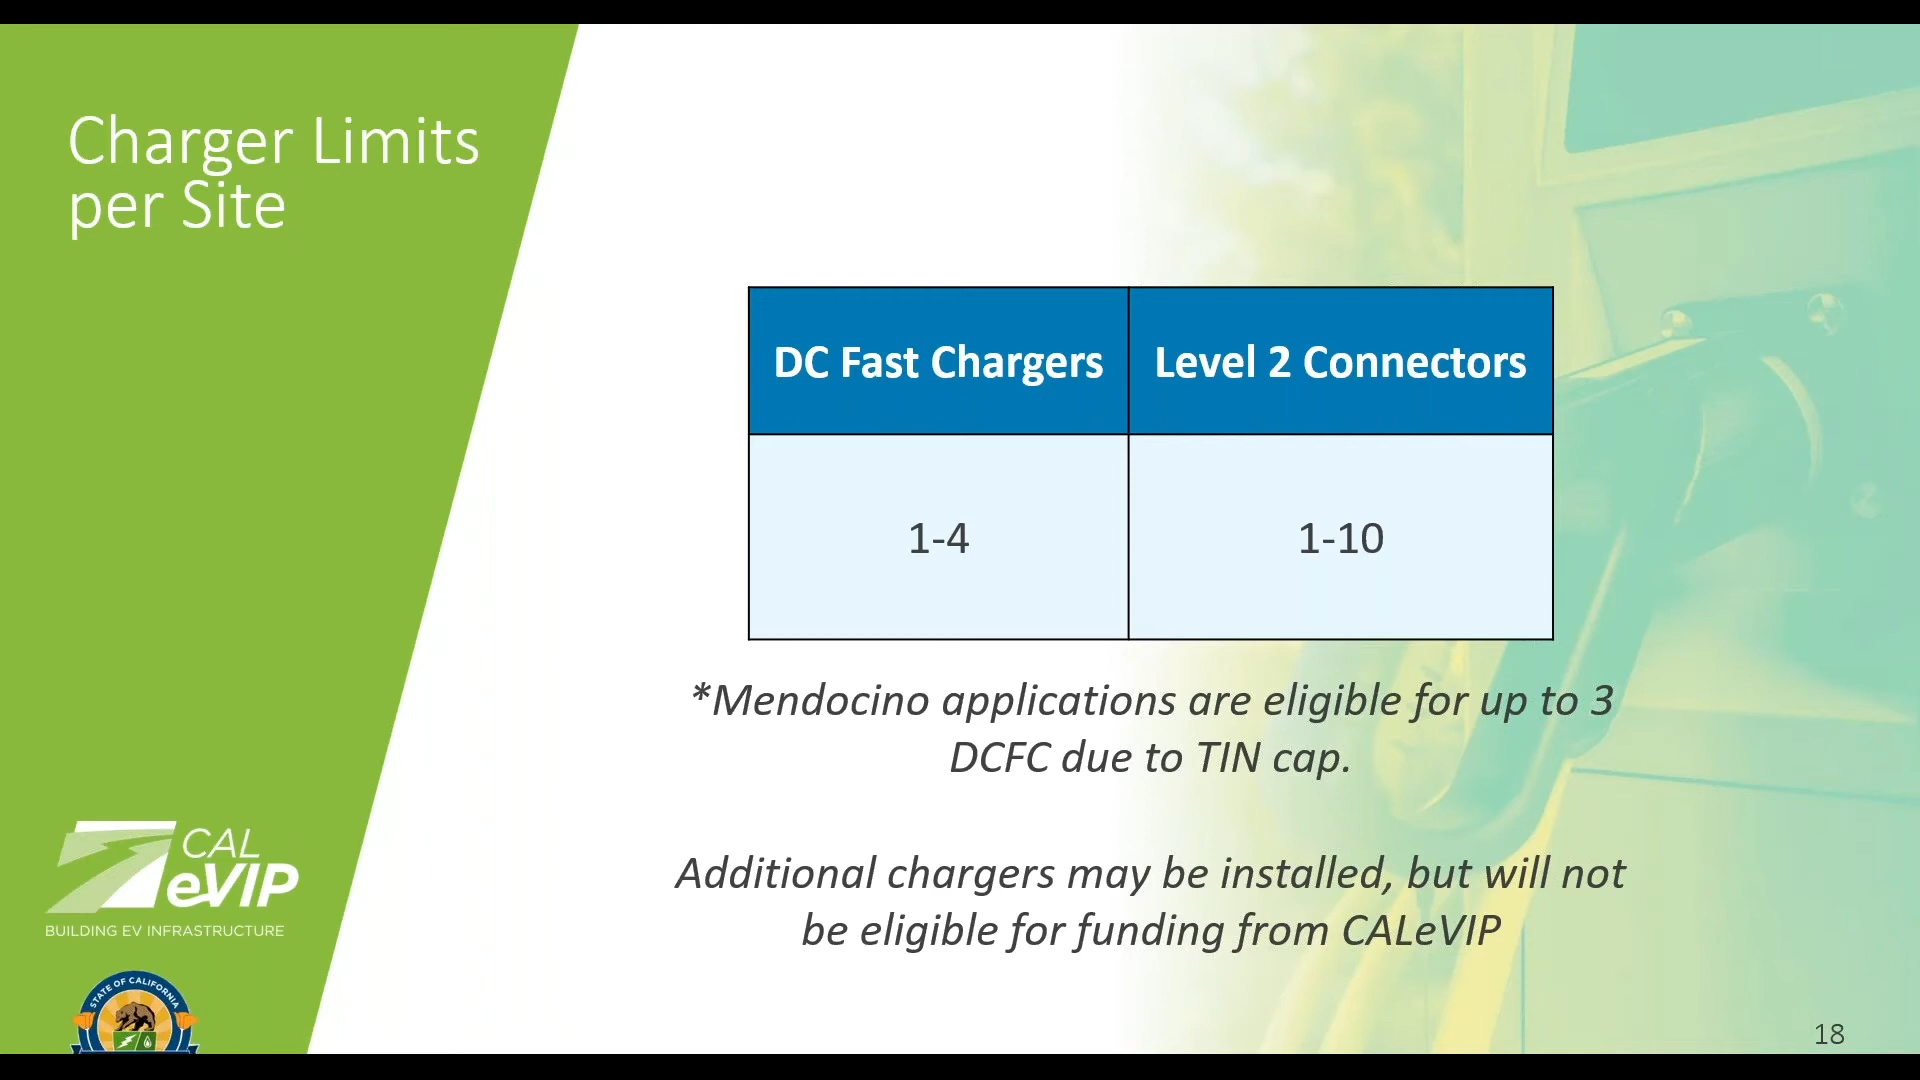 Charger Limits
per Site
DC Fast Chargers
Level 2 Connectors
1-4
1-10
*Mendocino applications are eligible for up to 3
DCFC due to TIN cap.
Additional chargers may be installed, but will not
be eligible for funding from CALeVIP
CAL
eVIP
BUILDING EV INFRASTRUCTURE
STATE OF CALIFORNIA
18